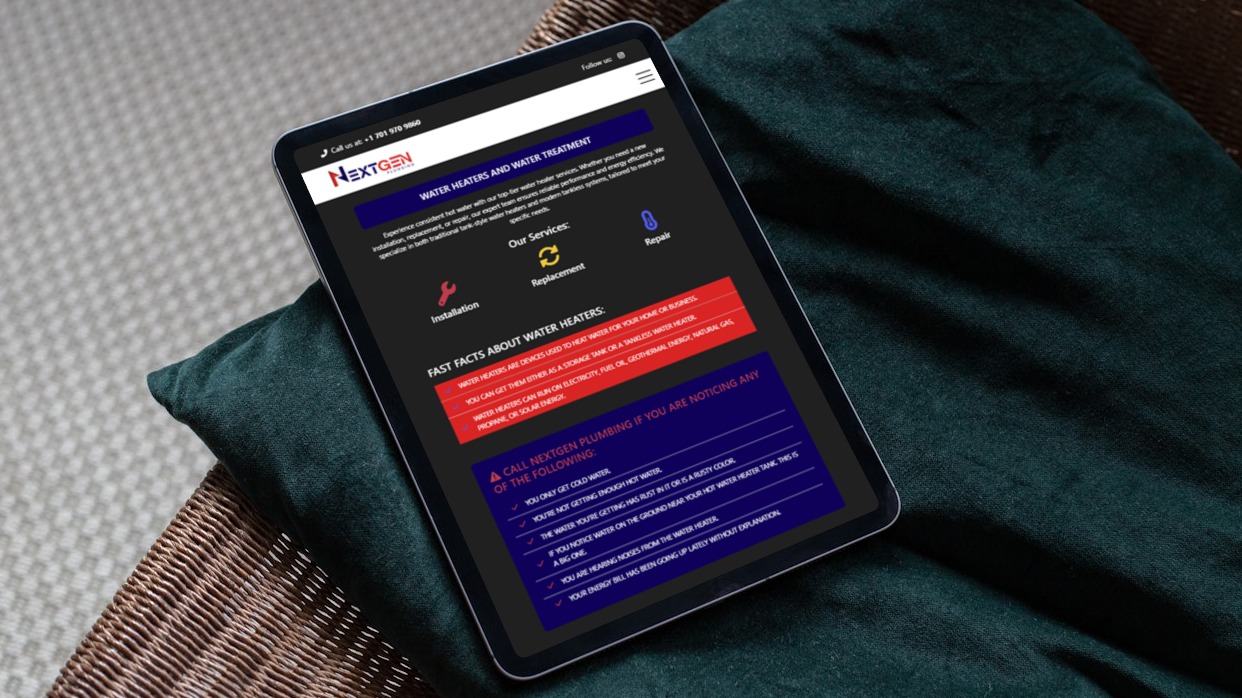 Follow us:
Call us at: +1 701 970 9860
NEXTGEN
PLUMBING
WATER HEATERS AND WATER TREATMENT
Experience consistent hot water with our top-tier water heater services. Whether you need a new
installation, replacement, or repair, our expert team ensures reliable performance and energy efficiency. We
specialize in both traditional tank-style water heaters and modern tankless systems, tailored to meet your
specific needs.
Our Services:
Installation
Replacement
Repair
FAST FACTS ABOUT WATER HEATERS:
WATER HEATERS ARE DEVICES USED TO HEAT WATER FOR YOUR HOME OR BUSINESS.
YOU CAN GET THEM EITHER AS A STORAGE TANK OR A TANKLESS WATER HEATER.
WATER HEATERS CAN RUN ON ELECTRICITY, FUEL OIL, GEOTHERMAL ENERGY, NATURAL GAS,
PROPANE, OR SOLAR ENERGY.
CALL NEXTGEN PLUMBING IF YOU ARE NOTICING ANY
OF THE FOLLOWING:
YOU ONLY GET COLD WATER.
YOU'RE NOT GETTING ENOUGH HOT WATER.
THE WATER YOU'RE GETTING HAS RUST IN IT OR IS A RUSTY COLOR.
IF YOU NOTICE WATER ON THE GROUND NEAR YOUR HOT WATER HEATER TANK. THIS IS
A BIG ONE.
YOU ARE HEARING NOISES FROM THE WATER HEATER.
YOUR ENERGY BILL HAS BEEN GOING UP LATELY WITHOUT EXPLANATION.